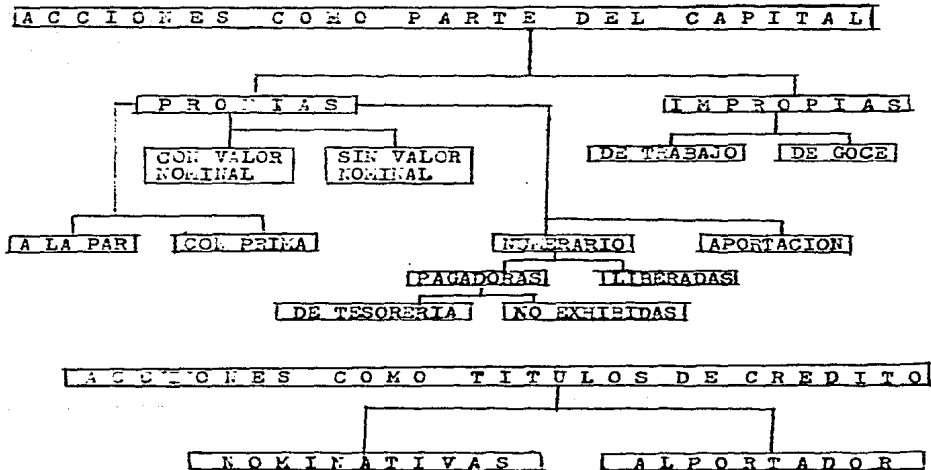 ACCIONES COMO PARTE DEL CAPITAL
PROPIAS IMPROPIAS
CON VALOR NOMINAL
SIN VALOR NOMINAL
DE TRABAJO DE GOCE
A LA PAR CON PRIMA NUMERARIO APORTACION
PAGADORAS LIBERADAS
DE TESORERIA NO EXHIBIDAS
ACCIONES COMO TITULOS DE CREDITO
NOMINATIVAS AL PORTADOR